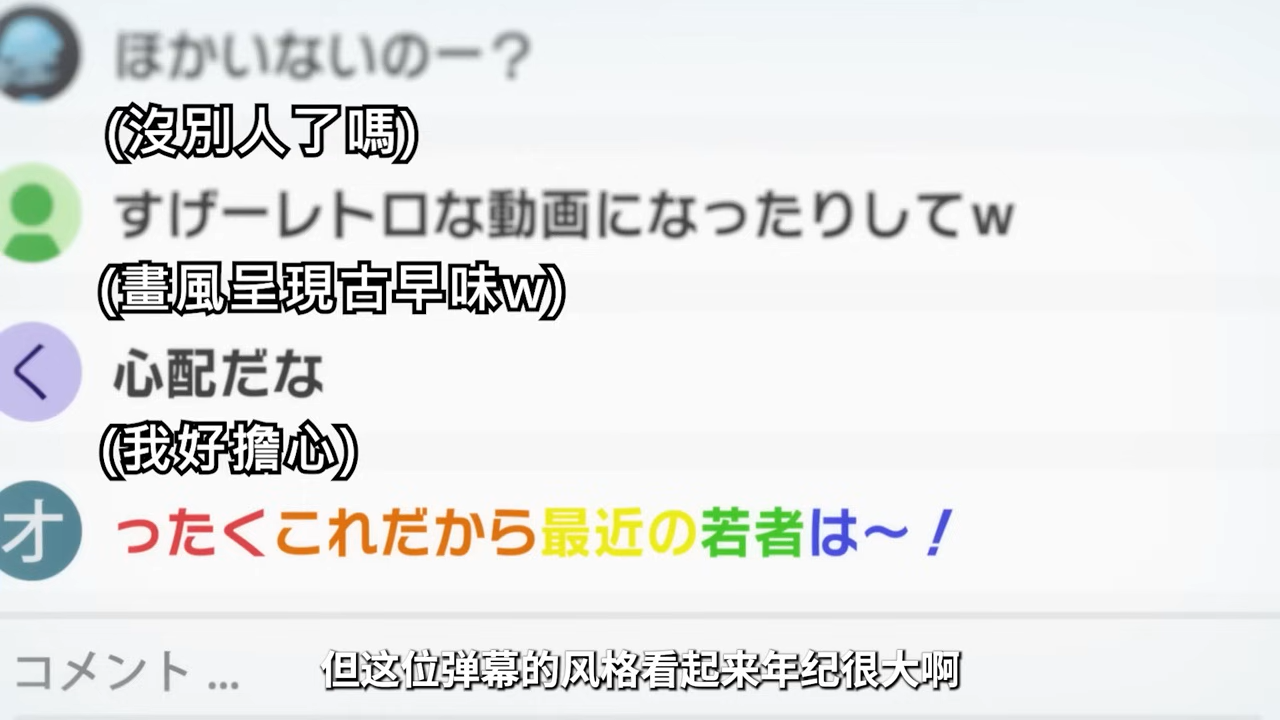 ほかいないのー？
(沒別人了嗎)
すげーレトロな動画になったりしてｗ
(畫風呈現古早味w)
く
心配だな
(我好擔心)
オ
ったくこれだから最近の若者は～！
コメント ...
但这位弹幕的风格看起来年纪很大啊